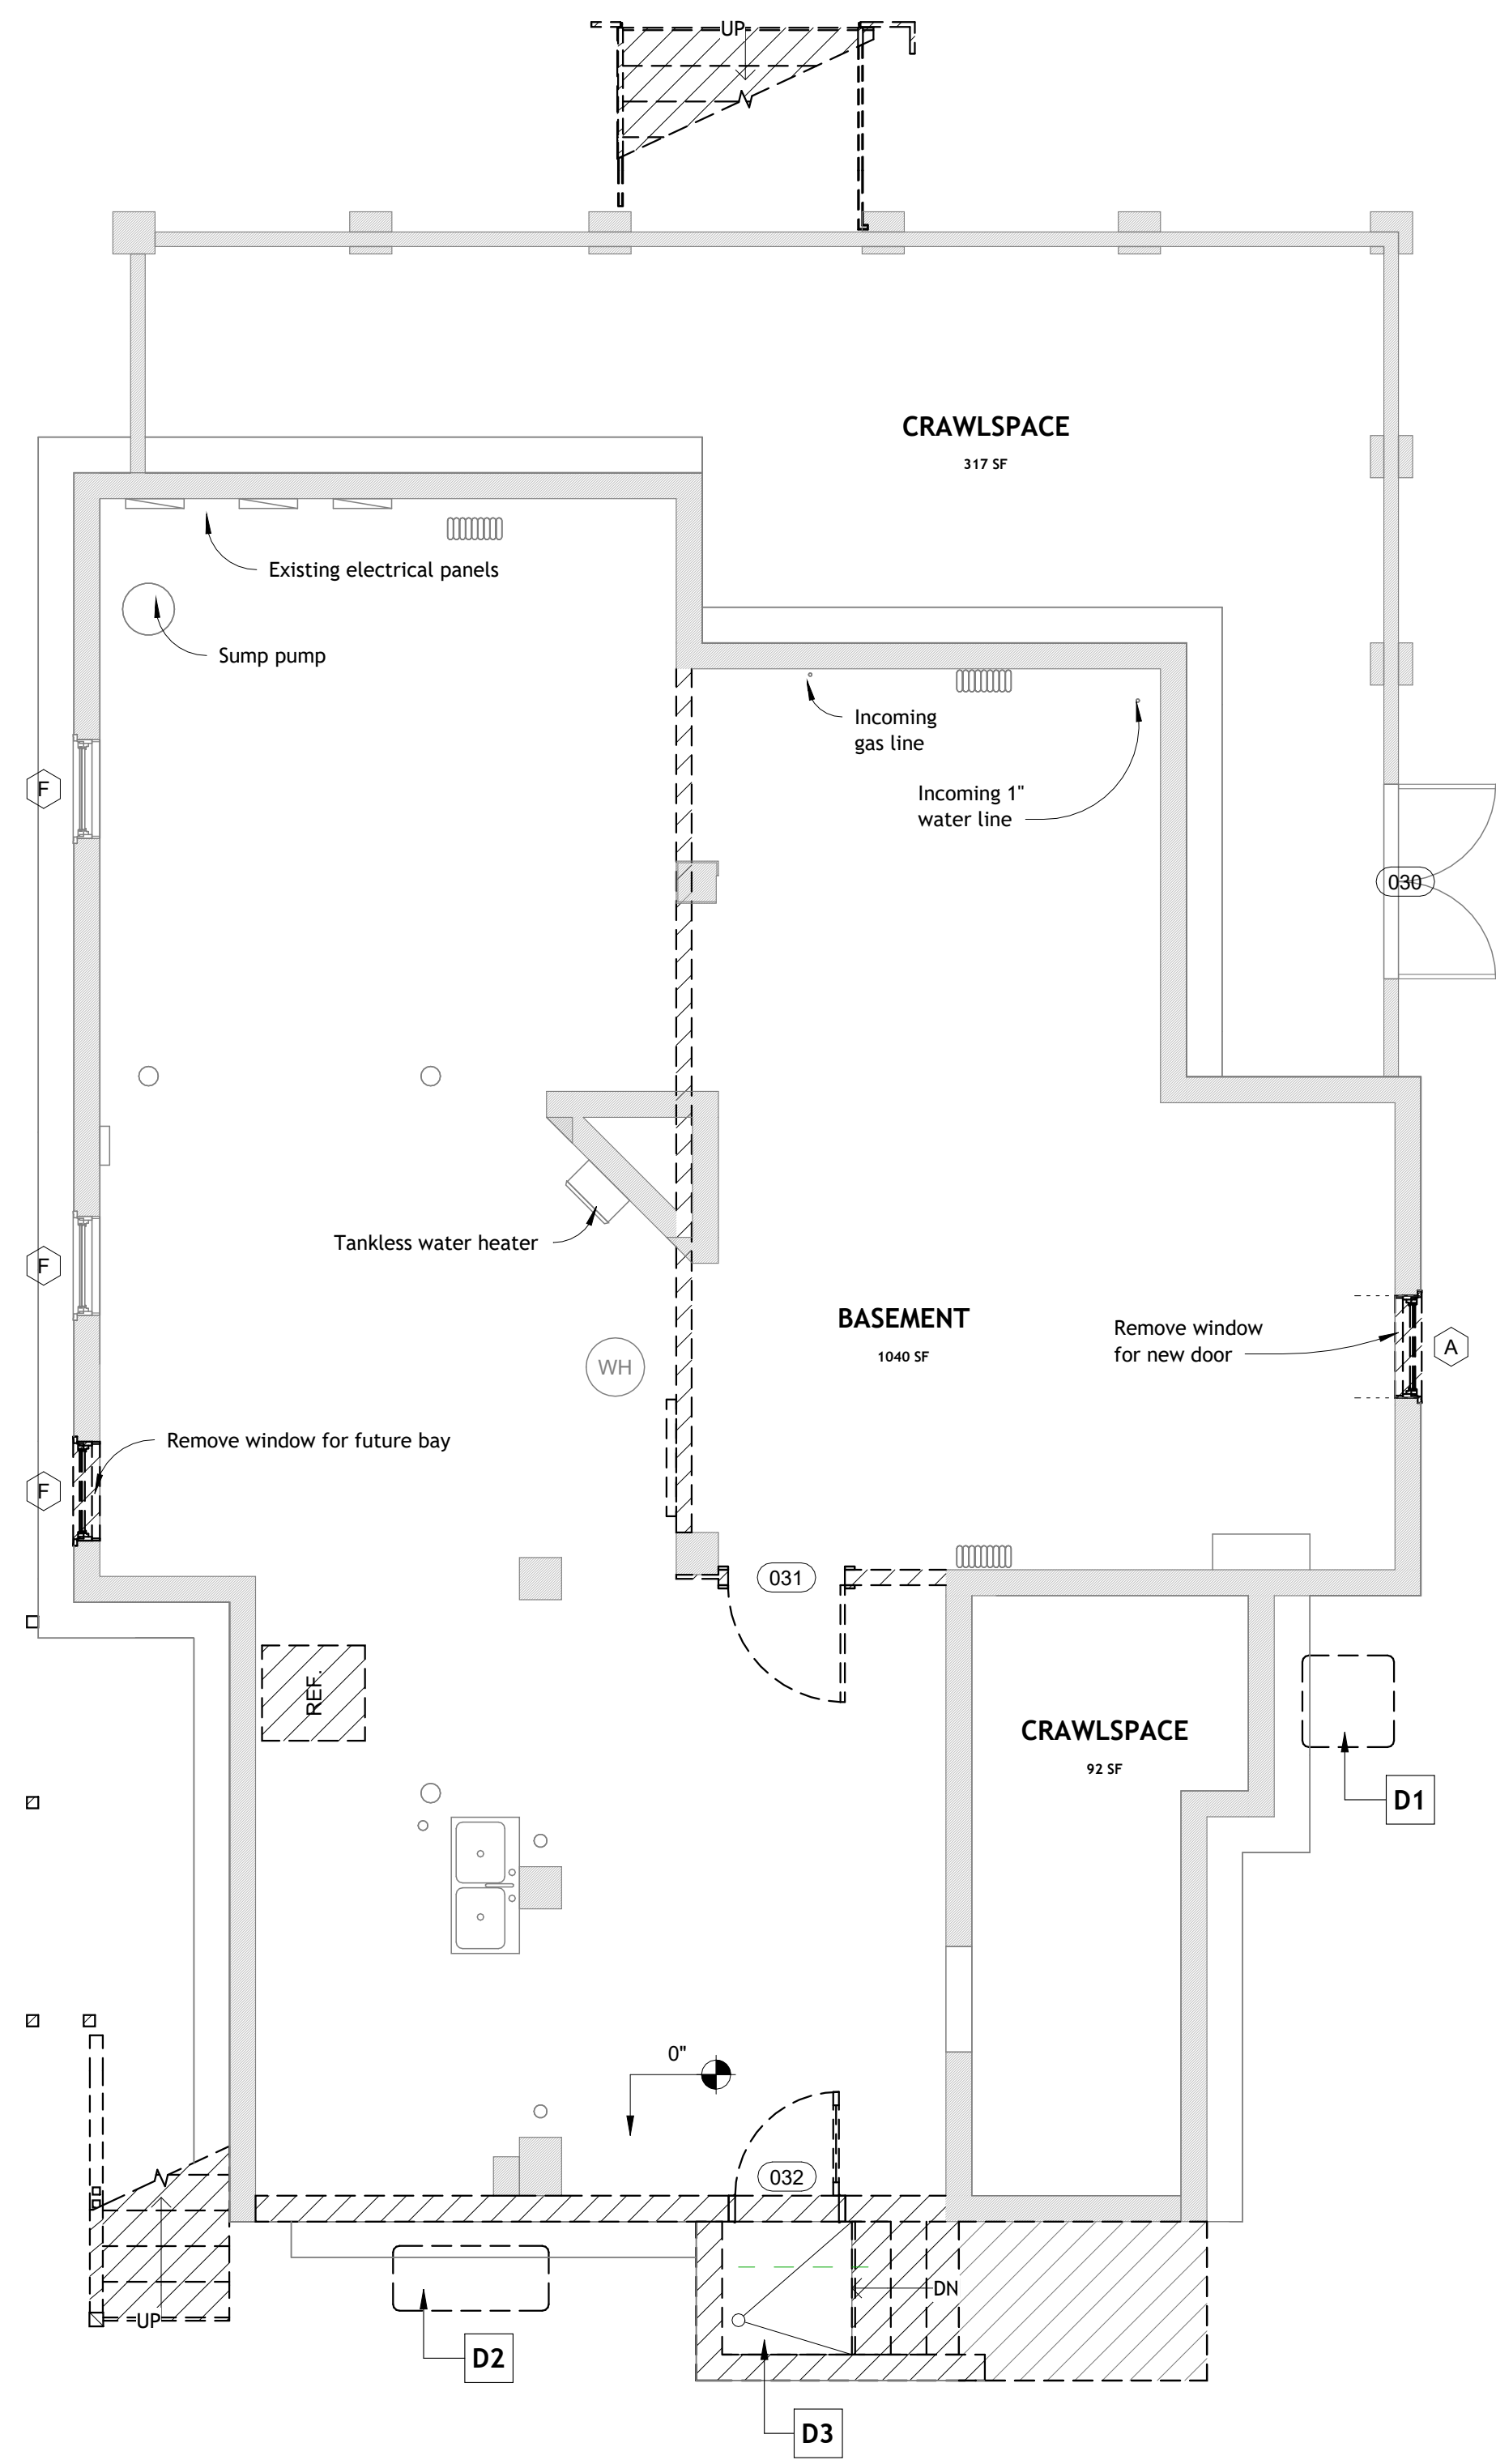 UP
CRAWLSPACE
317 SF
Existing electrical panels
Sump pump
Incoming
gas line
Incoming 1"
water line
F
030
Tankless water heater
F
BASEMENT
1040 SF
Remove window
for new door
A
WH
Remove window for future bay
F
031
REF.
CRAWLSPACE
92 SF
D1
0"
032
DN
UP
D2
D3